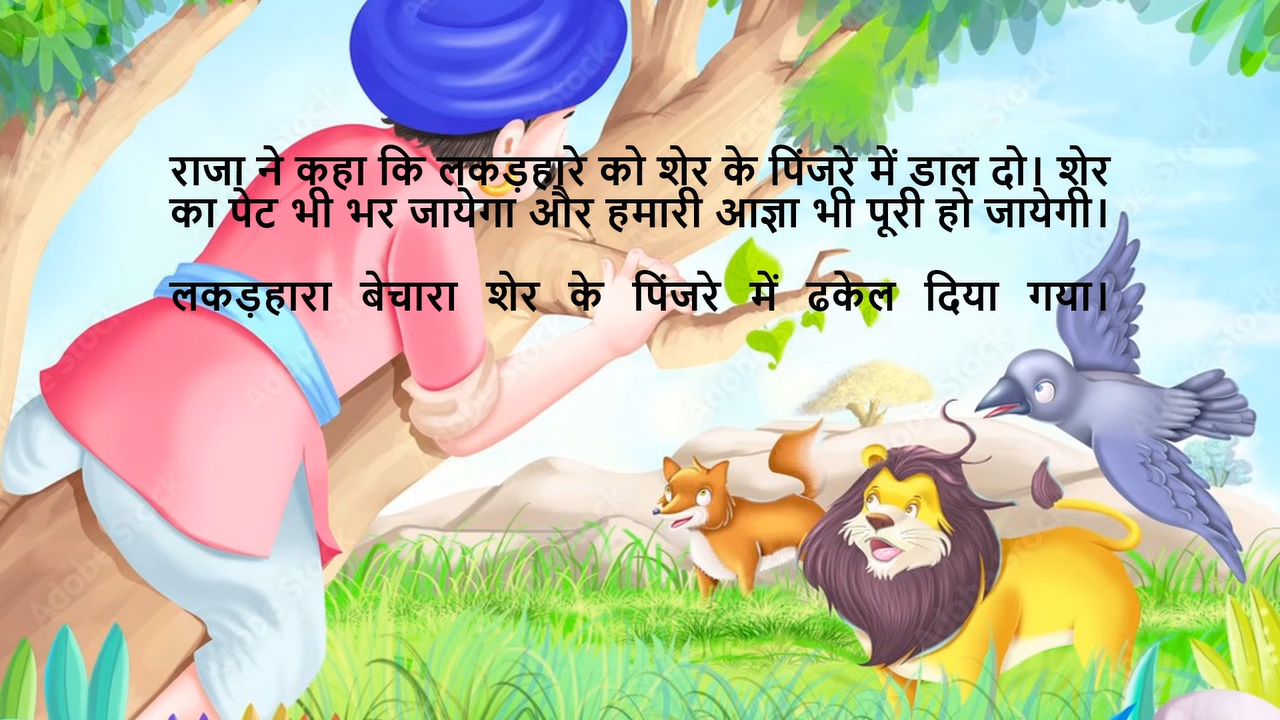 राजा ने कहा कि लकड़हारे को शेर के पिंजरे में डाल दो। शेर
का पेट भी भर जायेगा और हमारी आज्ञा भी पूरी हो जायेगी।
लकड़हारा बेचारा शेर के पिंजरे में ढकेल दिया गया।